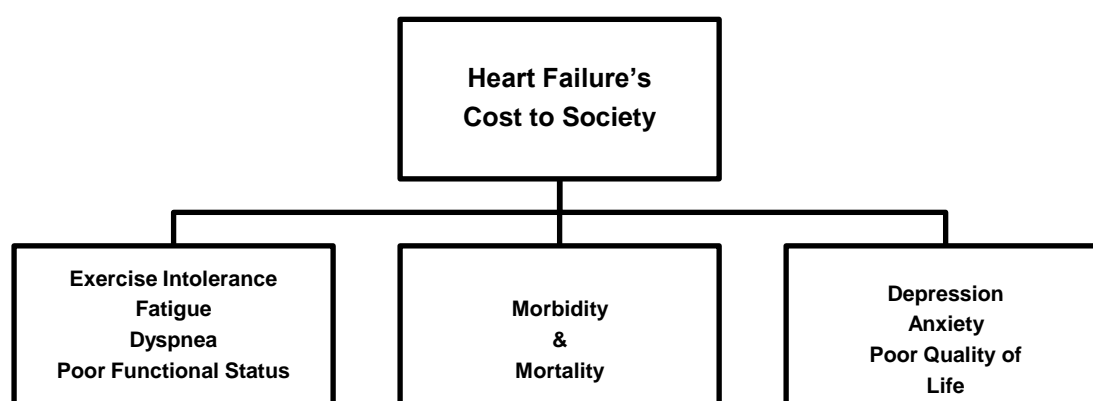 Heart Failure’s
Cost to Society
Exercise Intolerance
Fatigue
Dyspnea
Poor Functional Status
Morbidity
&
Mortality
Depression
Anxiety
Poor Quality of
Life